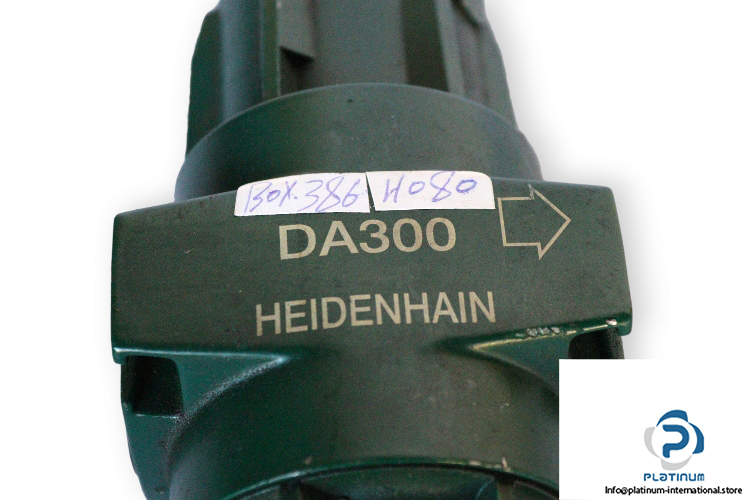 BOX.386 H080
DA300
HEIDENHAIN
PLATINUM
Info@platinum-international.store